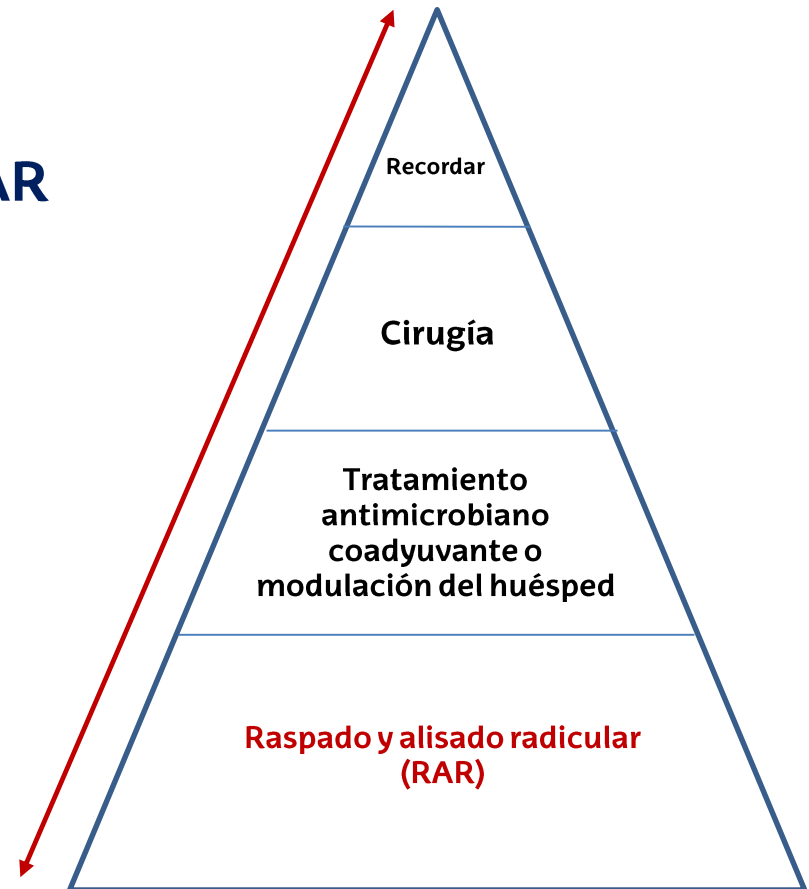 AR
Recordar
Cirugía
Tratamiento
antimicrobiano
coadyuvante o
modulación del huésped
Raspado y alisado radicular
(RAR)